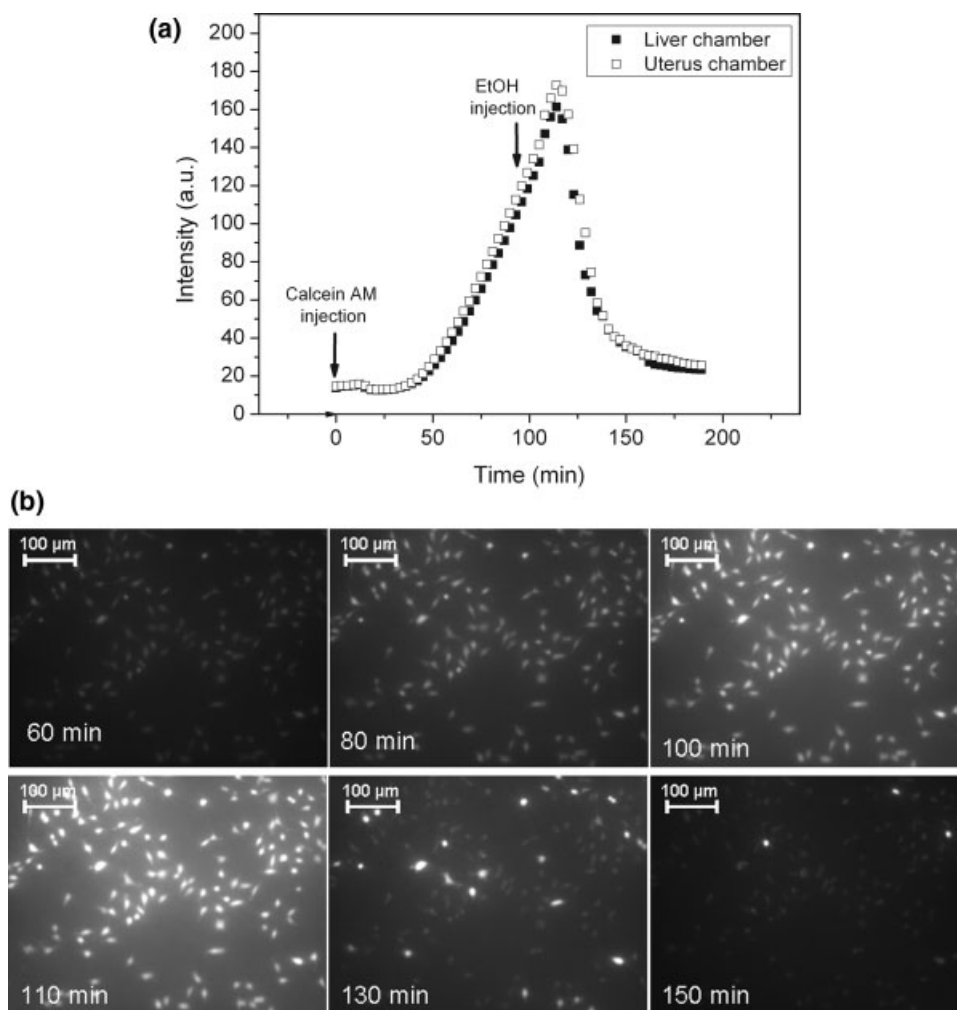 (a)
200
180
160
140
120
100
80
60
40
20
0
Intensity (a.u.)
Liver chamber
Uterus chamber
EtOH
injection
Calcein AM
injection
0
50
100
150
200
Time (min)
(b)
100 µm
100 µm
100 µm
60 min
80 min
100 min
100 µm
100 µm
100 µm
110 min
130 min
150 min